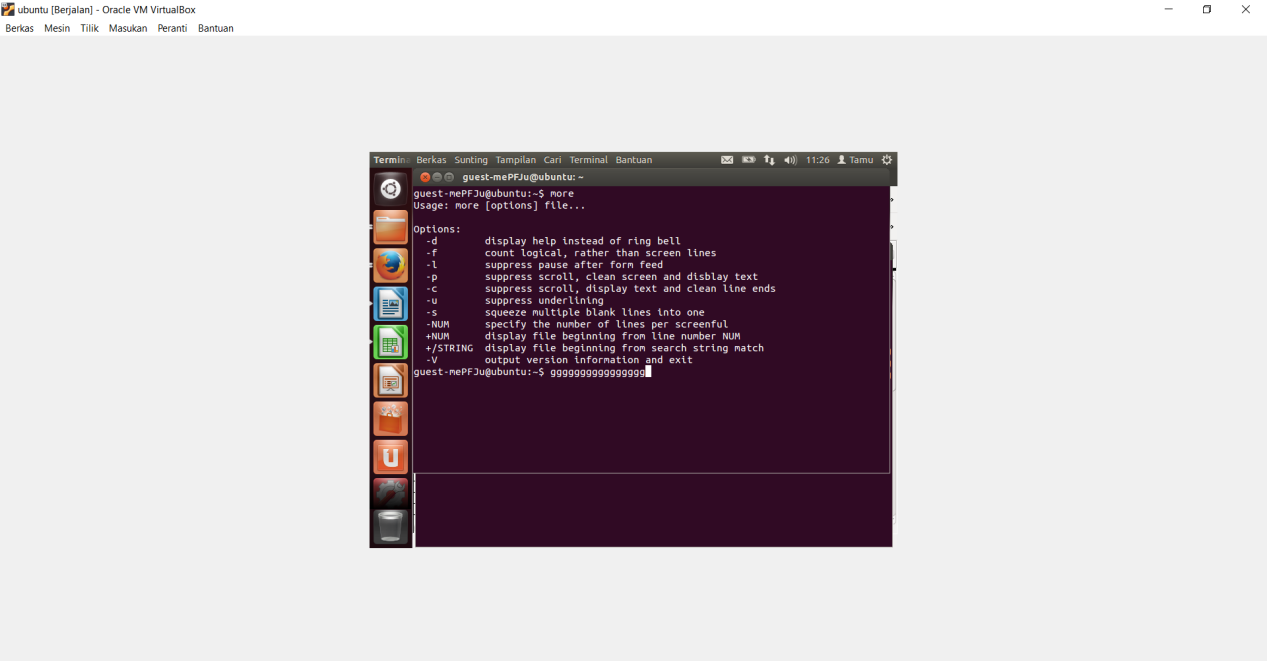 ubuntu [Berjalan] - Oracle VM VirtualBox
Berkas Mesin Tilik Masukan Peranti Bantuan
Termina Berkas Sunting Tampilan Cari Terminal Bantuan 11:26 Tamu
guest-mePFJu@ubuntu: ~
guest-mePFJu@ubuntu:~$ more
Usage: more [options] file...
Options:
-d display help instead of ring bell
-f count logical, rather than screen lines
-l suppress pause after form feed
-p suppress scroll, clean screen and disblay text
-c suppress scroll, display text and clean line ends
-u suppress underlining
-s squeeze multiple blank lines into one
-NUM specify the number of lines per screenful
+NUM display file beginning from line number NUM
+/STRING display file beginning from search string match
-V output version information and exit
guest-mePFJu@ubuntu:~$ gggggggggggggggg